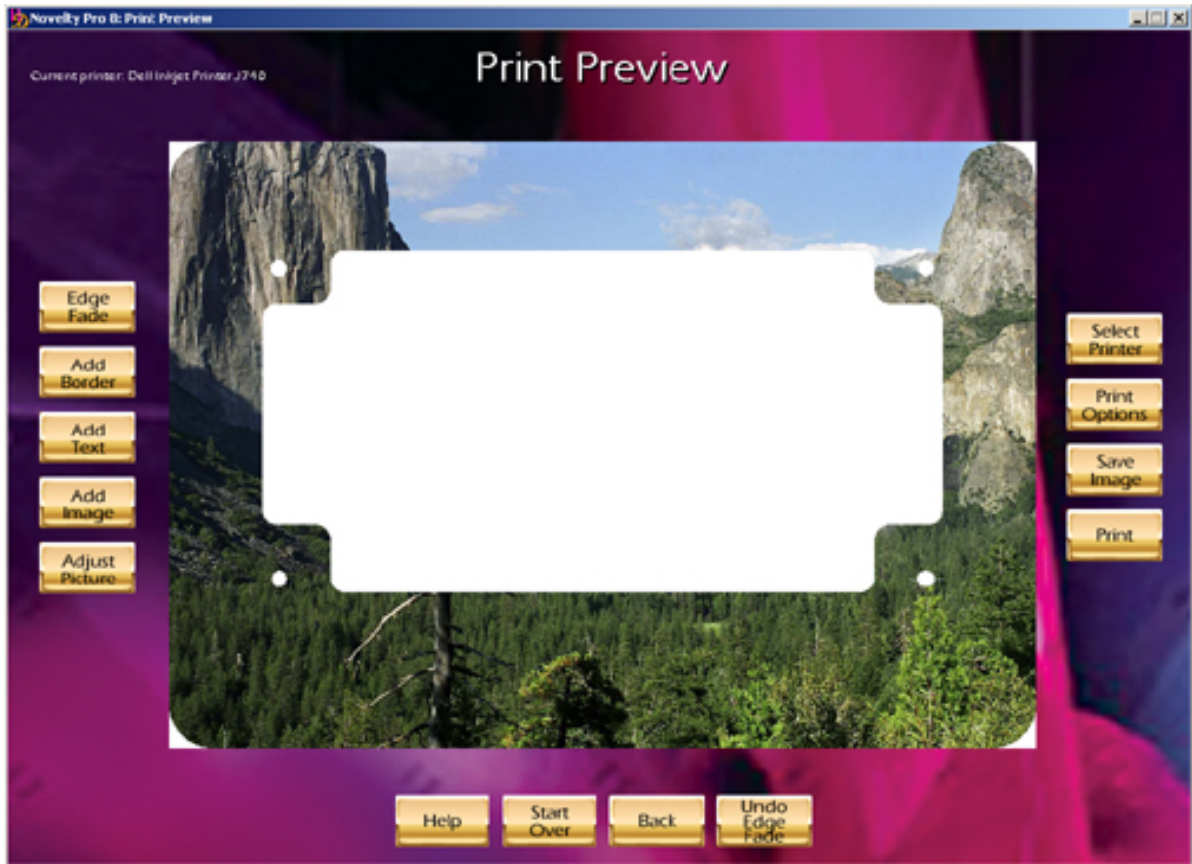 Novelty Pro 8: Print Preview
Current printer: Dell Inkjet Printer J740
Print Preview
Edge
Fade
Add
Border
Add
Text
Add
Image
Adjust
Picture
Select
Printer
Print
Options
Save
Image
Print
Help
Start
Over
Back
Undo
Edge
Fade